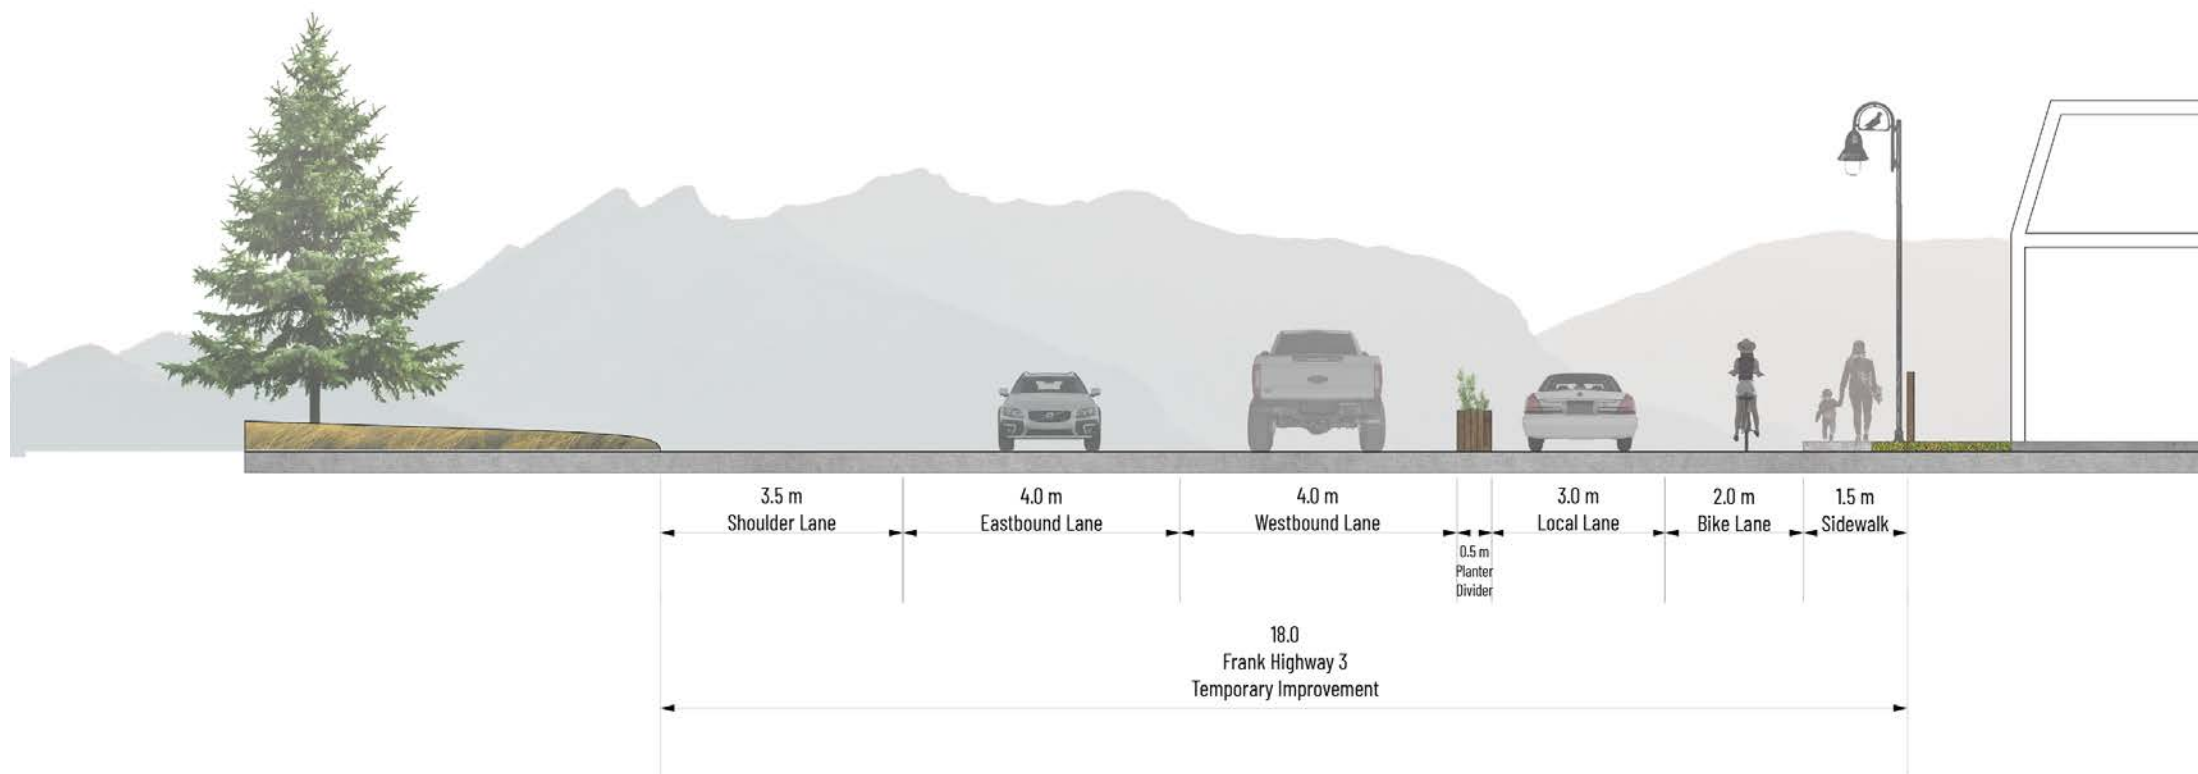 3.5 m
Shoulder Lane
4.0 m
Eastbound Lane
4.0 m
Westbound Lane
0.5 m
Planter
Divider
3.0 m
Local Lane
2.0 m
Bike Lane
1.5 m
Sidewalk
18.0
Frank Highway 3
Temporary Improvement